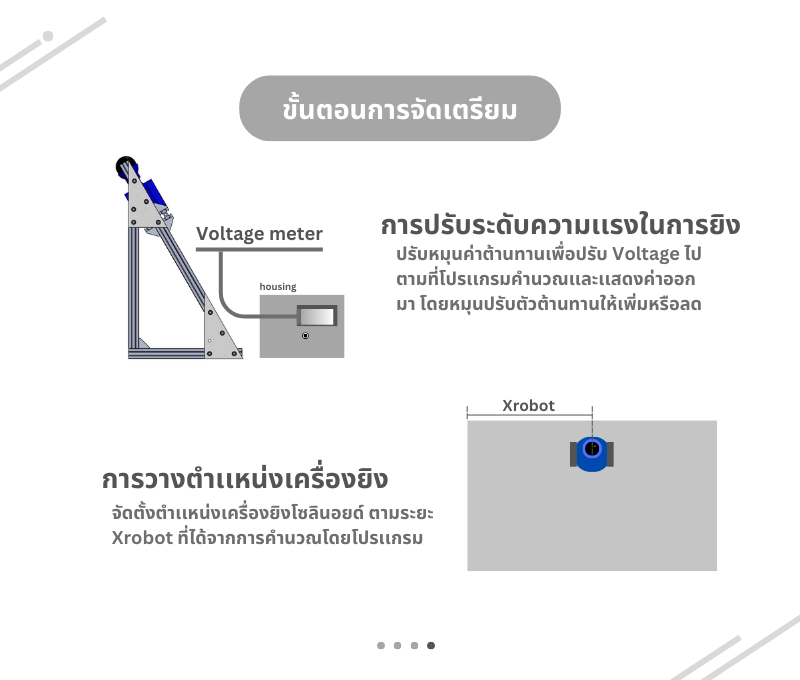 ขั้นตอนการจัดเตรียม
การปรับระดับความแรงในการยิง
ปรับหมุนค่าต้านทานเพื่อปรับ Voltage ไป
ตามที่โปรแกรมคำนวณและแสดงค่าออก
มา โดยหมุนปรับตัวต้านทานให้เพิ่มหรือลด
Voltage meter
housing
Xrobot
การวางตำแหน่งเครื่องยิง
จัดตั้งตำแหน่งเครื่องยิงโซลินอยด์ ตามระยะ
Xrobot ที่ได้จากการคำนวณโดยโปรแกรม